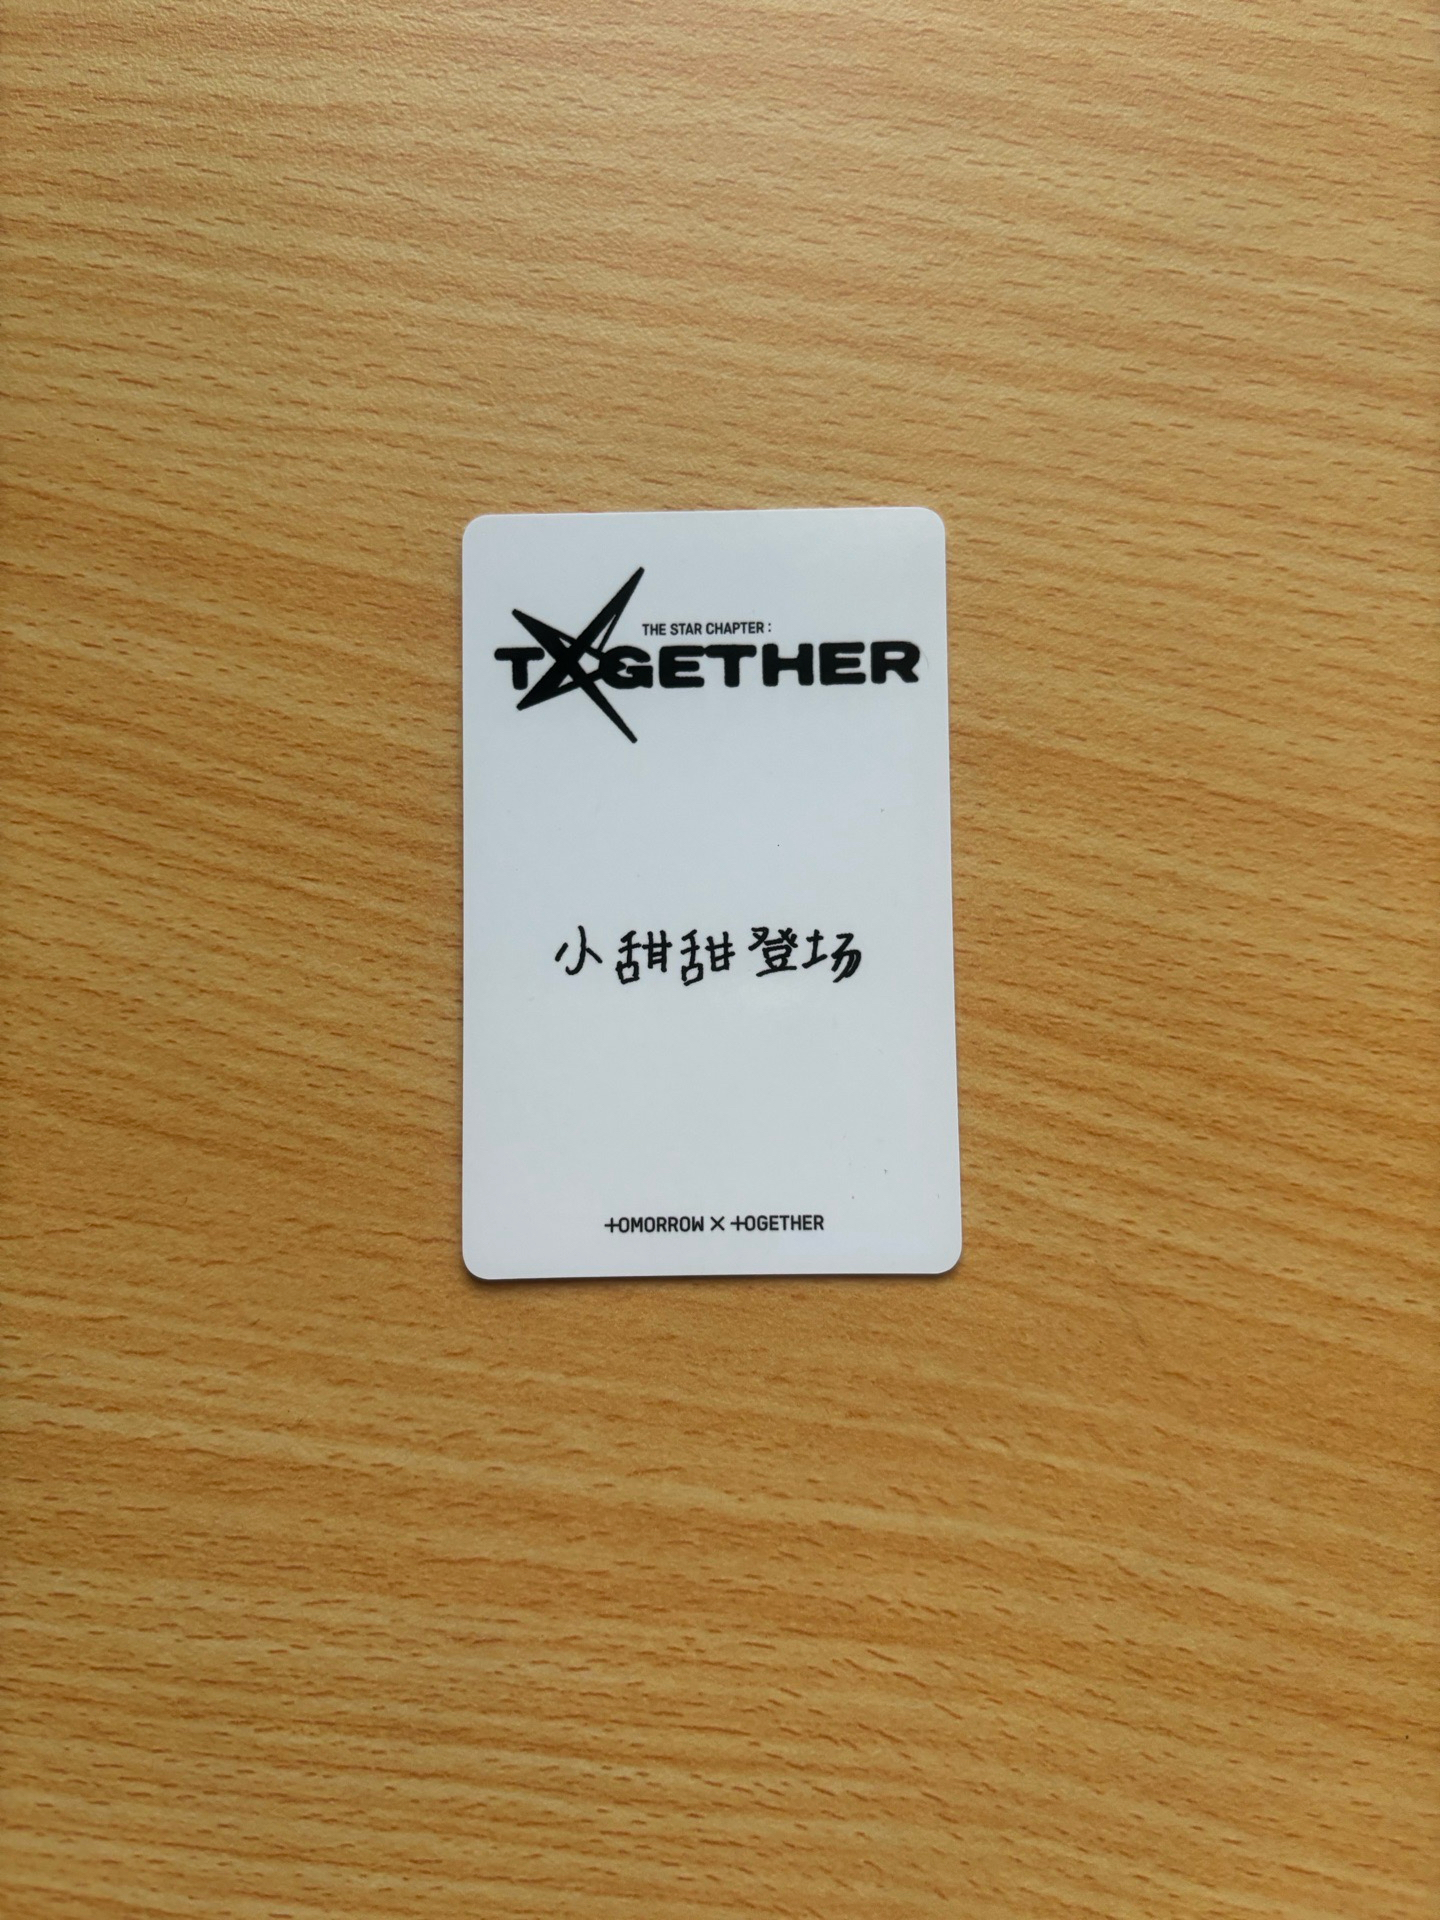 THE STAR CHAPTER :
TOGETHER
小甜甜登场
TOMORROW X TOGETHER